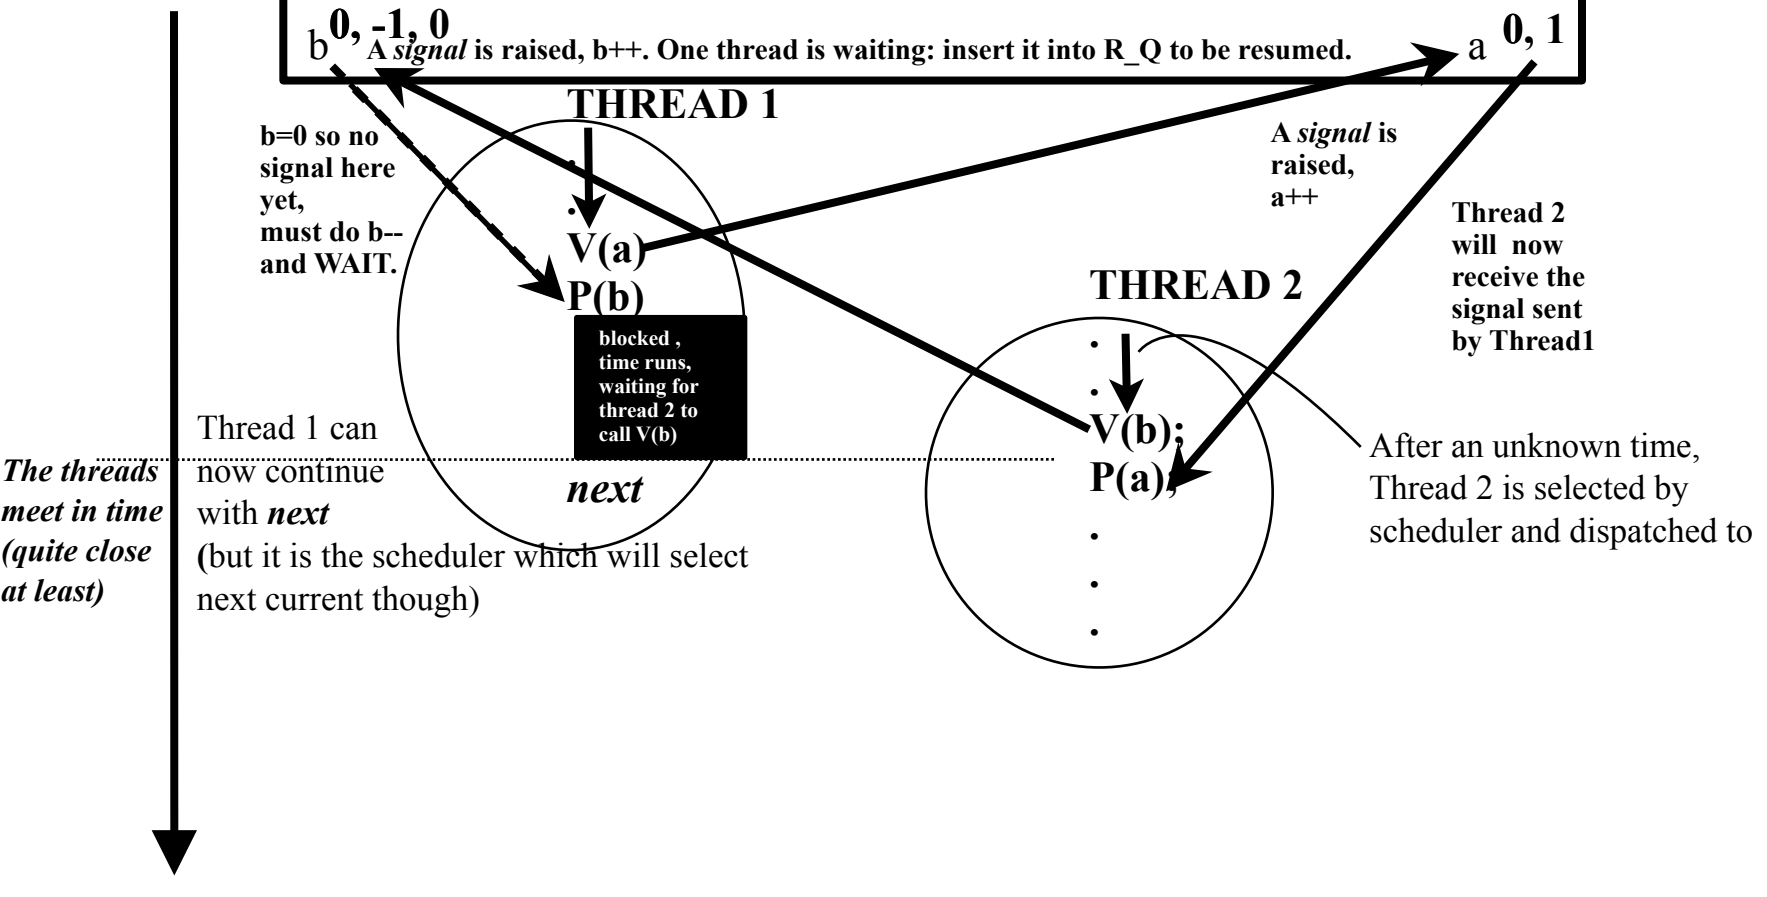 b 0, -1, 0
A signal is raised, b++. One thread is waiting: insert it into R_Q to be resumed.
a 0, 1
THREAD 1
b=0 so no
signal here
yet,
must do b--
and WAIT.
.
.
V(a)
P(b)
blocked ,
time runs,
waiting for
thread 2 to
call V(b)
next
A signal is
raised,
a++
Thread 2
will now
receive the
signal sent
by Thread1
THREAD 2
.
.
V(b);
P(a);
.
.
.
After an unknown time,
Thread 2 is selected by
scheduler and dispatched to
Thread 1 can
now continue
with next
(but it is the scheduler which will select
next current though)
The threads
meet in time
(quite close
at least)